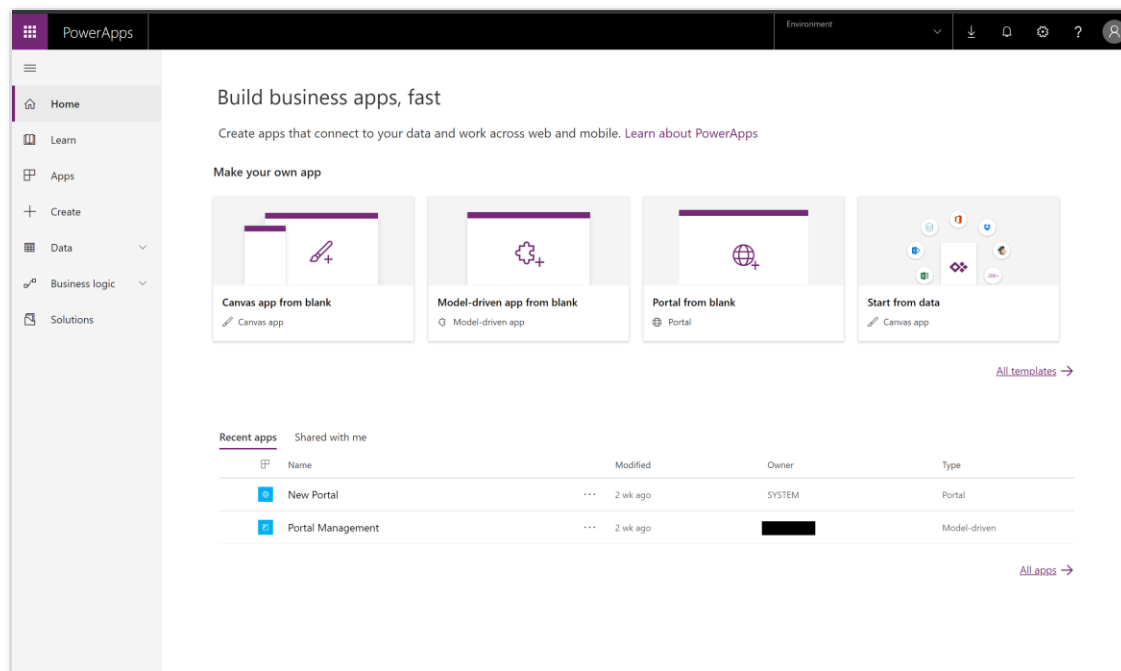 PowerApps
Environment
?
Home
Learn
Apps
Create
Data
Business logic
Solutions
Build business apps, fast
Create apps that connect to your data and work across web and mobile. Learn about PowerApps
Make your own app
Canvas app from blank
Canvas app
Model-driven app from blank
Model-driven app
Portal from blank
Portal
200+
Start from data
Canvas app
All templates
Recent apps Shared with me
Name Modified Owner Type
New Portal ... 2 wk ago SYSTEM Portal
Portal Management ... 2 wk ago Model-driven
All apps